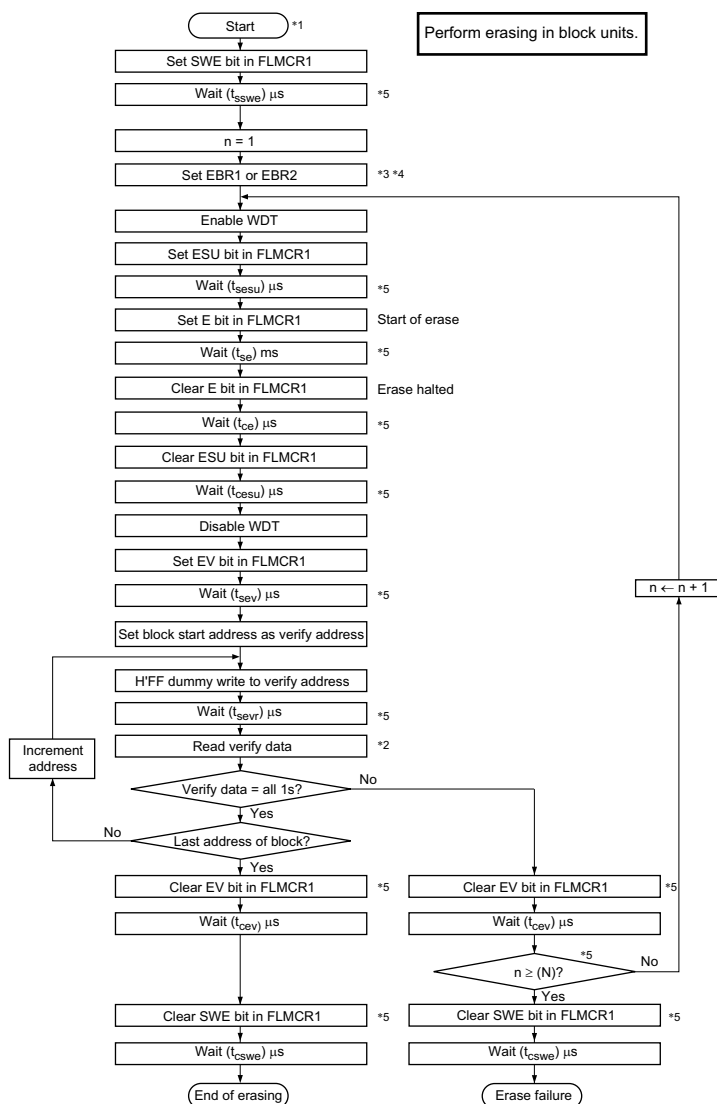 Start *1
Perform erasing in block units.
Set SWE bit in FLMCR1
Wait (tsswe) μs *5
n = 1
Set EBR1 or EBR2 *3 *4
Enable WDT
Set ESU bit in FLMCR1
Wait (tsesu) μs *5
Set E bit in FLMCR1 Start of erase
Wait (tse) ms *5
Clear E bit in FLMCR1 Erase halted
Wait (tce) μs *5
Clear ESU bit in FLMCR1
Wait (tcesu) μs *5
Disable WDT
Set EV bit in FLMCR1
Wait (tsev) μs *5
n ← n + 1
Set block start address as verify address
H'FF dummy write to verify address
Wait (tsevr) μs *5
Read verify data *2
Increment
address
Verify data = all 1s?
No
Yes
Last address of block?
No
Yes
Clear EV bit in FLMCR1 *5
Wait (tcev) μs
Clear EV bit in FLMCR1 *5
Wait (tcev) μs
n ≥ (N)? *5
No
Yes
Clear SWE bit in FLMCR1 *5
Wait (tcswe) μs
End of erasing
Clear SWE bit in FLMCR1 *5
Wait (tcswe) μs
Erase failure